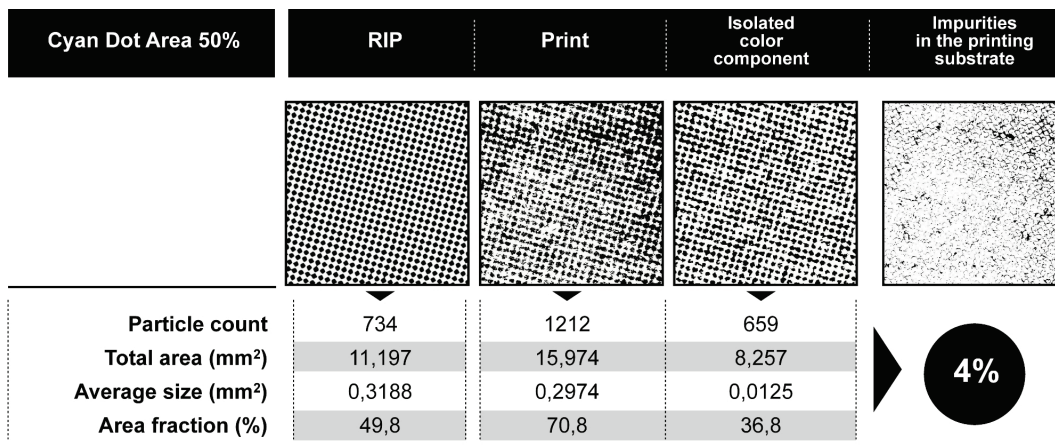 Cyan Dot Area 50%
RIP
Print
Isolated
color
component
Impurities
in the printing
substrate
Particle count 734 1212 659
Total area (mm²) 11,197 15,974 8,257
Average size (mm²) 0,3188 0,2974 0,0125
Area fraction (%) 49,8 70,8 36,8
4%